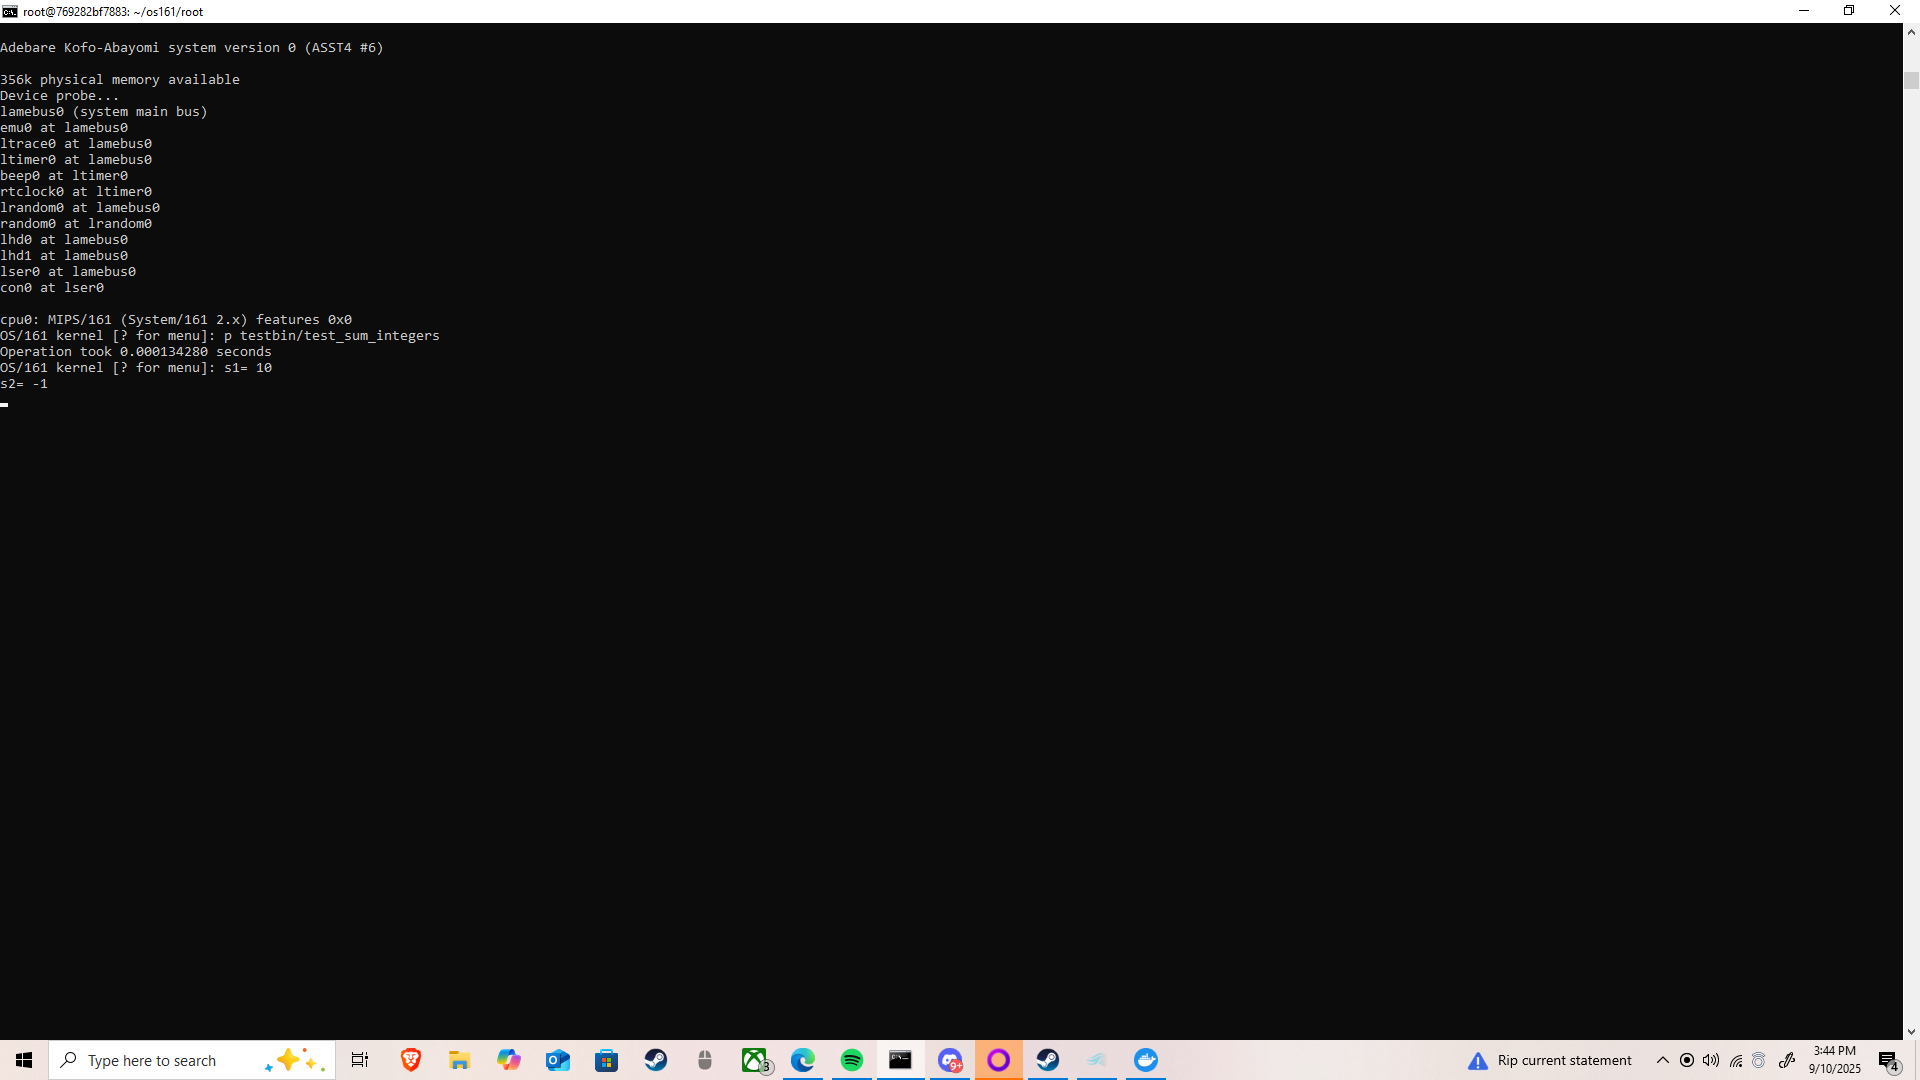 root@769282bf7883: ~/os161/root
Adebare Kofo-Abayomi system version 0 (ASST4 #6)
356k physical memory available
Device probe...
lamebus0 (system main bus)
emu0 at lamebus0
ltrace0 at lamebus0
ltimer0 at lamebus0
beep0 at ltimer0
rtclock0 at ltimer0
lrandom0 at lamebus0
random0 at lrandom0
lhd0 at lamebus0
lhd1 at lamebus0
lser0 at lamebus0
con0 at lser0
cpu0: MIPS/161 (System/161 2.x) features 0x0
OS/161 kernel [? for menu]: p testbin/test_sum_integers
Operation took 0.000134280 seconds
OS/161 kernel [? for menu]: s1= 10
s2= -1
Type here to search
3
9+
Rip current statement
3:44 PM
9/10/2025
4